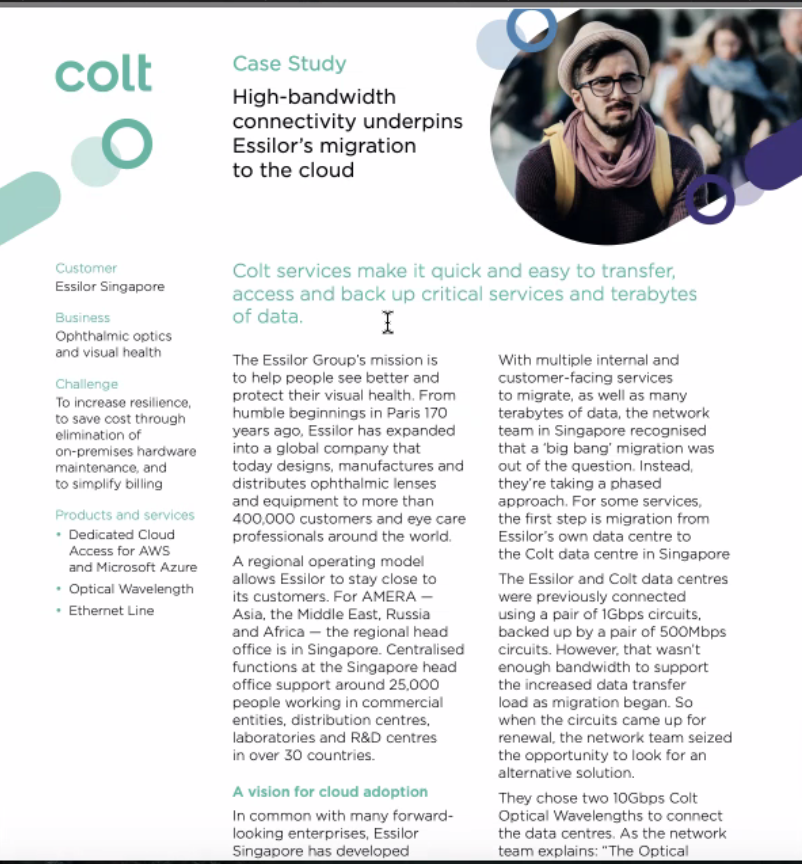 colt
Case Study
High-bandwidth
connectivity underpins
Essilor's migration
to the cloud
Customer
Essilor Singapore
Business
Ophthalmic optics
and visual health
Challenge
To increase resilience,
to save cost through
elimination of
on-premises hardware
maintenance, and
to simplify billing
Products and services
• Dedicated Cloud
Access for AWS
and Microsoft Azure
• Optical Wavelength
• Ethernet Line
Colt services make it quick and easy to transfer,
access and back up critical services and terabytes
of data.
The Essilor Group's mission is
to help people see better and
protect their visual health. From
humble beginnings in Paris 170
years ago, Essilor has expanded
into a global company that
today designs, manufactures and
distributes ophthalmic lenses
and equipment to more than
400,000 customers and eye care
professionals around the world.
A regional operating model
allows Essilor to stay close to
its customers. For AMERA —
Asia, the Middle East, Russia
and Africa — the regional head
office is in Singapore. Centralised
functions at the Singapore head
office support around 25,000
people working in commercial
entities, distribution centres,
laboratories and R&D centres
in over 30 countries.
A vision for cloud adoption
In common with many forward-
looking enterprises, Essilor
Singapore has developed
With multiple internal and
customer-facing services
to migrate, as well as many
terabytes of data, the network
team in Singapore recognised
that a 'big bang' migration was
out of the question. Instead,
they're taking a phased
approach. For some services,
the first step is migration from
Essilor's own data centre to
the Colt data centre in Singapore
The Essilor and Colt data centres
were previously connected
using a pair of 1Gbps circuits,
backed up by a pair of 500Mbps
circuits. However, that wasn't
enough bandwidth to support
the increased data transfer
load as migration began. So
when the circuits came up for
renewal, the network team seized
the opportunity to look for an
alternative solution.
They chose two 10Gbps Colt
Optical Wavelengths to connect
the data centres. As the network
team explains: "The Optical